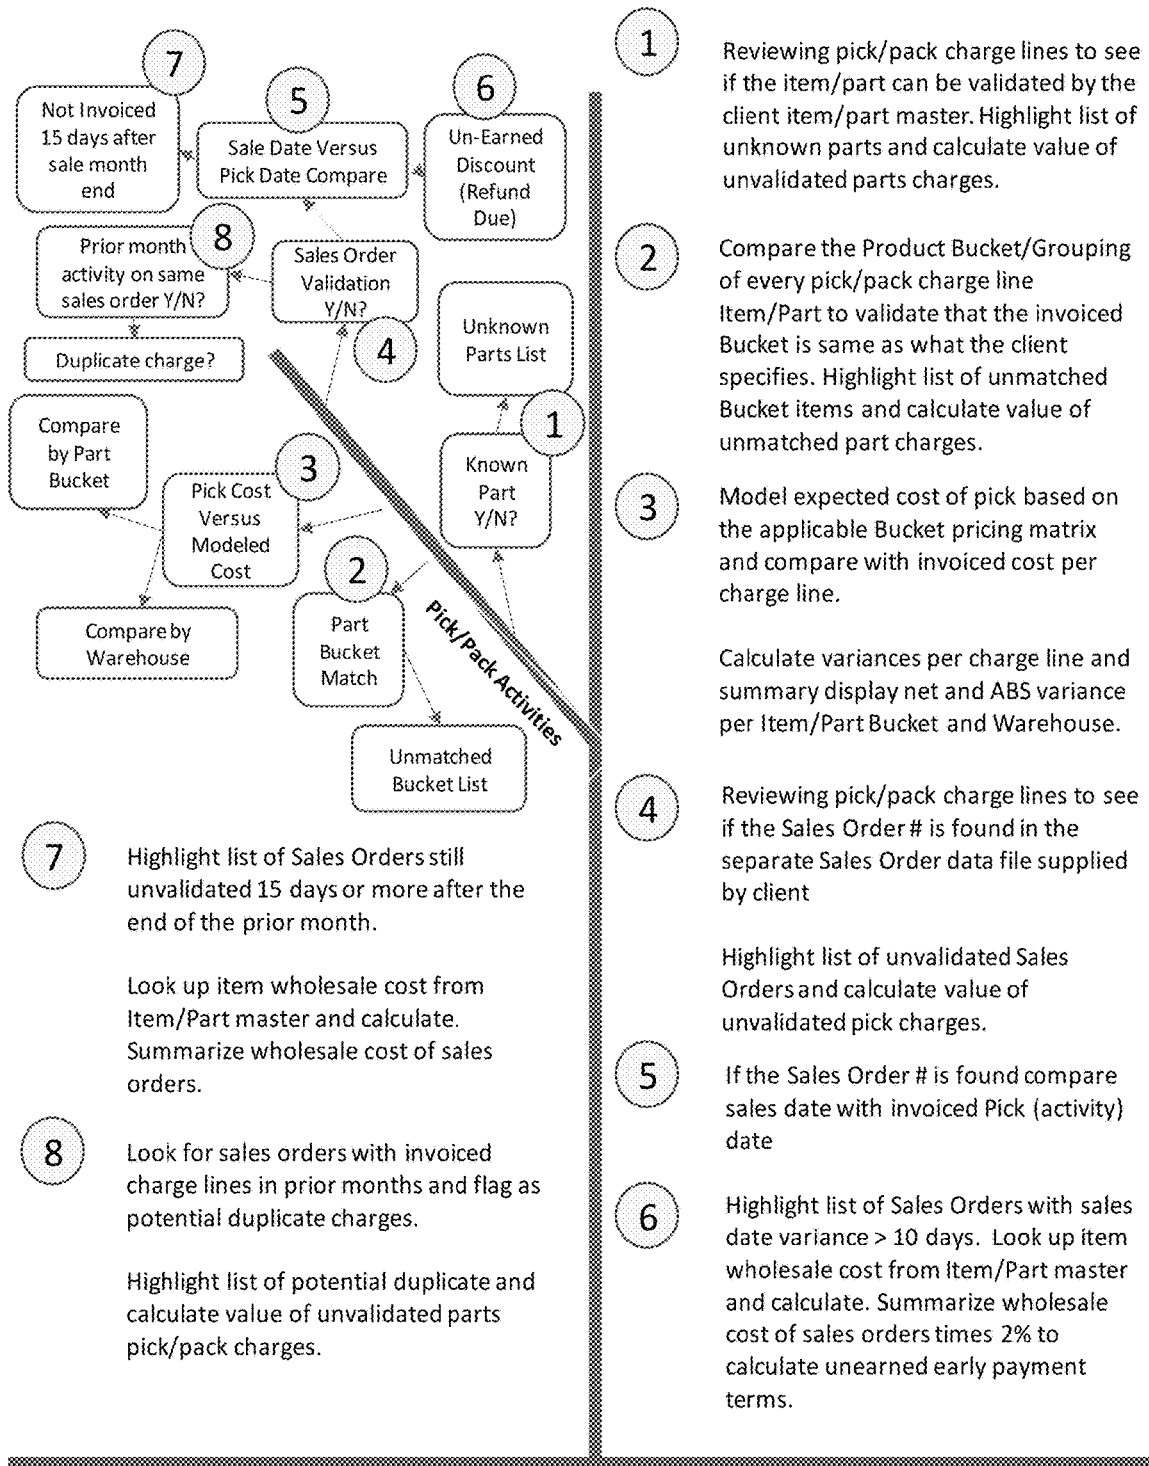 7
Not Invoiced
15 days after
sale month
end
5
Sale Date Versus
Pick Date Compare
6
Un-Earned
Discount
(Refund
Due)
8
Prior month
activity on same
sales order Y/N?
Sales Order
Validation
Y/N?
4
Duplicate charge?
Unknown
Parts List
1
Known
Part
Y/N?
Compare
by Part
Bucket
3
Pick Cost
Versus
Modeled
Cost
Compare by
Warehouse
2
Part
Bucket
Match
Unmatched
Bucket List
Pick/Pack Activities
1
Reviewing pick/pack charge lines to see
if the item/part can be validated by the
client item/part master. Highlight list of
unknown parts and calculate value of
unvalidated parts charges.
2
Compare the Product Bucket/Grouping
of every pick/pack charge line
Item/Part to validate that the invoiced
Bucket is same as what the client
specifies. Highlight list of unmatched
Bucket items and calculate value of
unmatched part charges.
3
Model expected cost of pick based on
the applicable Bucket pricing matrix
and compare with invoiced cost per
charge line.
Calculate variances per charge line and
summary display net and ABS variance
per Item/Part Bucket and Warehouse.
4
Reviewing pick/pack charge lines to see
if the Sales Order # is found in the
separate Sales Order data file supplied
by client
Highlight list of unvalidated Sales
Orders and calculate value of
unvalidated pick charges.
5
If the Sales Order # is found compare
sales date with invoiced Pick (activity)
date
6
Highlight list of Sales Orders with sales
date variance > 10 days. Look up item
wholesale cost from Item/Part master
and calculate. Summarize wholesale
cost of sales orders times 2% to
calculate unearned early payment
terms.
7
Highlight list of Sales Orders still
unvalidated 15 days or more after the
end of the prior month.
Look up item wholesale cost from
Item/Part master and calculate.
Summarize wholesale cost of sales
orders.
8
Look for sales orders with invoiced
charge lines in prior months and flag as
potential duplicate charges.
Highlight list of potential duplicate and
calculate value of unvalidated parts
pick/pack charges.